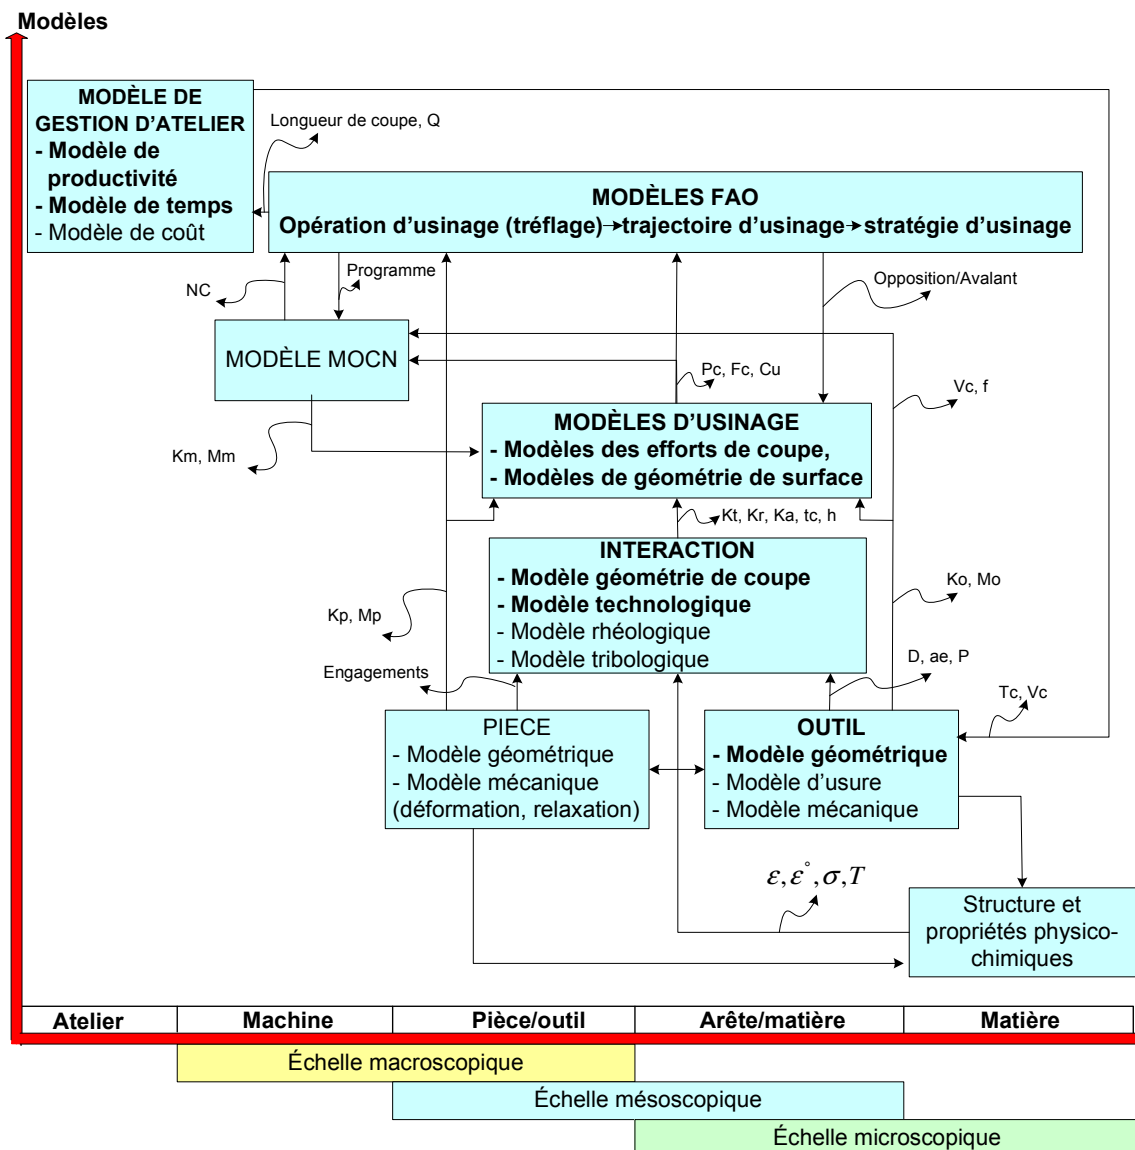 Modèles
MODÈLE DE
GESTION D'ATELIER
- Modèle de
productivité
- Modèle de temps
- Modèle de coût
Longueur de coupe, Q
MODÈLES FAO
Opération d'usinage (tréflage)→trajectoire d'usinage→stratégie d'usinage
NC
Programme
Opposition/Avalant
MODÈLE MOCN
Pc, Fc, Cu
Vc, f
MODÈLES D'USINAGE
- Modèles des efforts de coupe,
- Modèles de géométrie de surface
Km, Mm
Kt, Kr, Ka, tc, h
INTERACTION
- Modèle géométrie de coupe
- Modèle technologique
- Modèle rhéologique
- Modèle tribologique
Kp, Mp
Ko, Mo
Engagements
D, ae, P
Tc, Vc
PIECE
- Modèle géométrique
- Modèle mécanique
(déformation, relaxation)
OUTIL
- Modèle géométrique
- Modèle d'usure
- Modèle mécanique
ε, ε°, σ, T
Structure et
propriétés physico-
chimiques
Atelier Machine Pièce/outil Arête/matière Matière
Échelle macroscopique
Échelle mésoscopique
Échelle microscopique